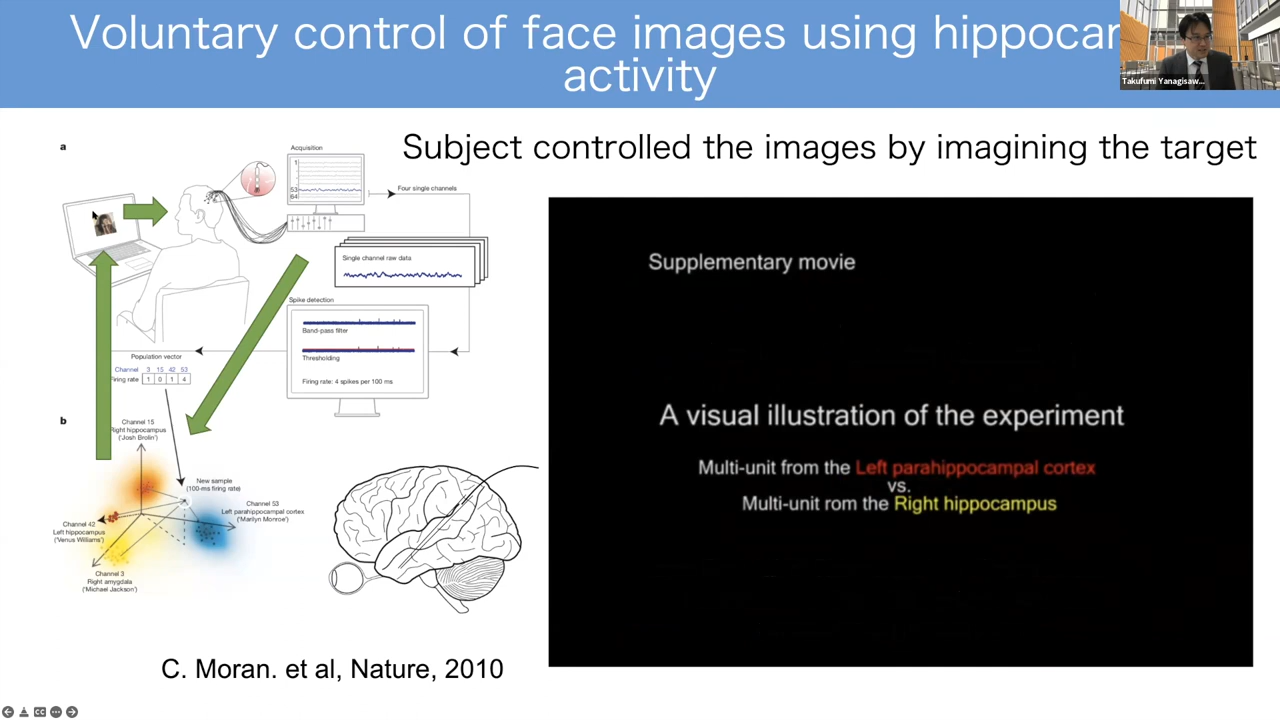 Voluntary control of face images using hippocar
activity
Takufumi Yanagisaw...
Subject controlled the images by imagining the target
a
Acquisition
1
53
64
Four single channels
Single channel raw data
Spike detection
Band-pass filter
Thresholding
Firing rate: 4 spikes per 100 ms
Population vector
Channel 3 15 42 53
Firing rate 1 0 1 4
b
Channel 15
Right hippocampus
('Josh Brolin')
New sample
(100-ms firing rate)
Channel 53
Left parahippocampal cortex
('Marilyn Monroe')
Channel 42
Left hippocampus
('Venus Williams')
Channel 3
Right amygdala
('Michael Jackson')
Supplementary movie
A visual illustration of the experiment
Multi-unit from the Left parahippocampal cortex
vs.
Multi-unit rom the Right hippocampus
C. Moran. et al, Nature, 2010
CC